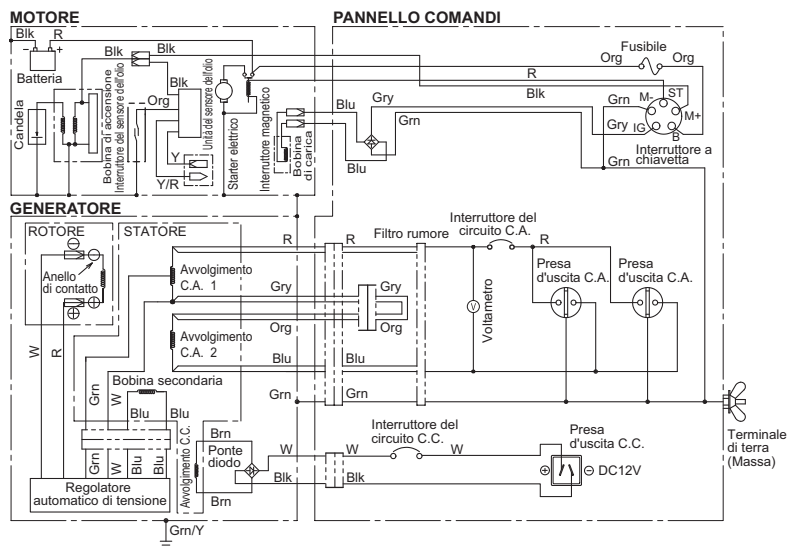 MOTORE
PANNELLO COMANDI
Blk
R
Batteria
Blk
Blk
Blk
Org
Candela
Bobina di accensione
Interruttore del sensore dell'olio
Y
Y/R
Unità del sensore dell'olio
Starter elettrico
Interruttore magnetico
Bobina
di carica
Blu
Blu
Gry
Grn
Fusibile
Org
Org
R
Blk
Grn
M-
ST
M+
Gry
IG
B
Interruttore a
chiavetta
Grn
GENERATORE
ROTORE
STATORE
Anello
di contatto
W
R
Avvolgimento
C.A. 1
Avvolgimento
C.A. 2
R
R
Gry
Gry
Org
Org
Blu
Blu
Grn
Grn
Filtro rumore
Interruttore del
circuito C.A.
R
V
Voltametro
Presa
d'uscita C.A.
Presa
d'uscita C.A.
Bobina secondaria
Grn
W
Blu
Blu
Grn
W
Blu
Blu
Regolatore
automatico di tensione
Avvolgimento C.C.
Brn
Ponte
diodo
Brn
W
Blk
W
Blk
Interruttore del
circuito C.C.
W
Presa
d'uscita C.C.
DC12V
Terminale
di terra
(Massa)
Grn/Y